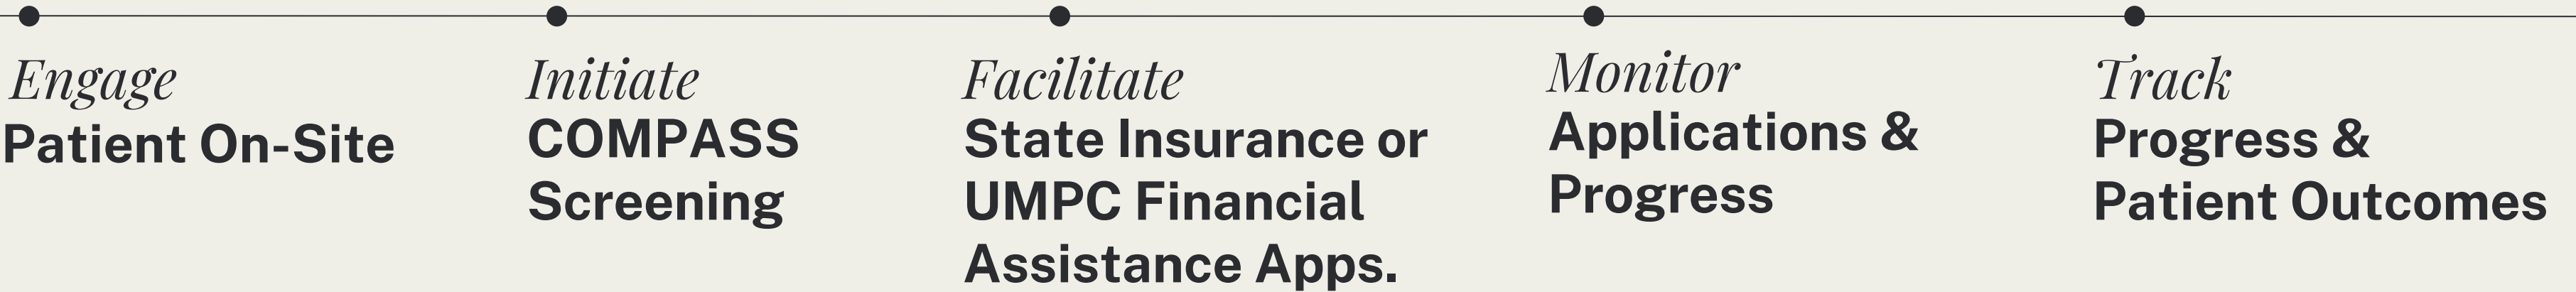 Engage
Patient On-Site
Initiate
COMPASS
Screening
Facilitate
State Insurance or
UMPC Financial
Assistance Apps.
Monitor
Applications &
Progress
Track
Progress &
Patient Outcomes